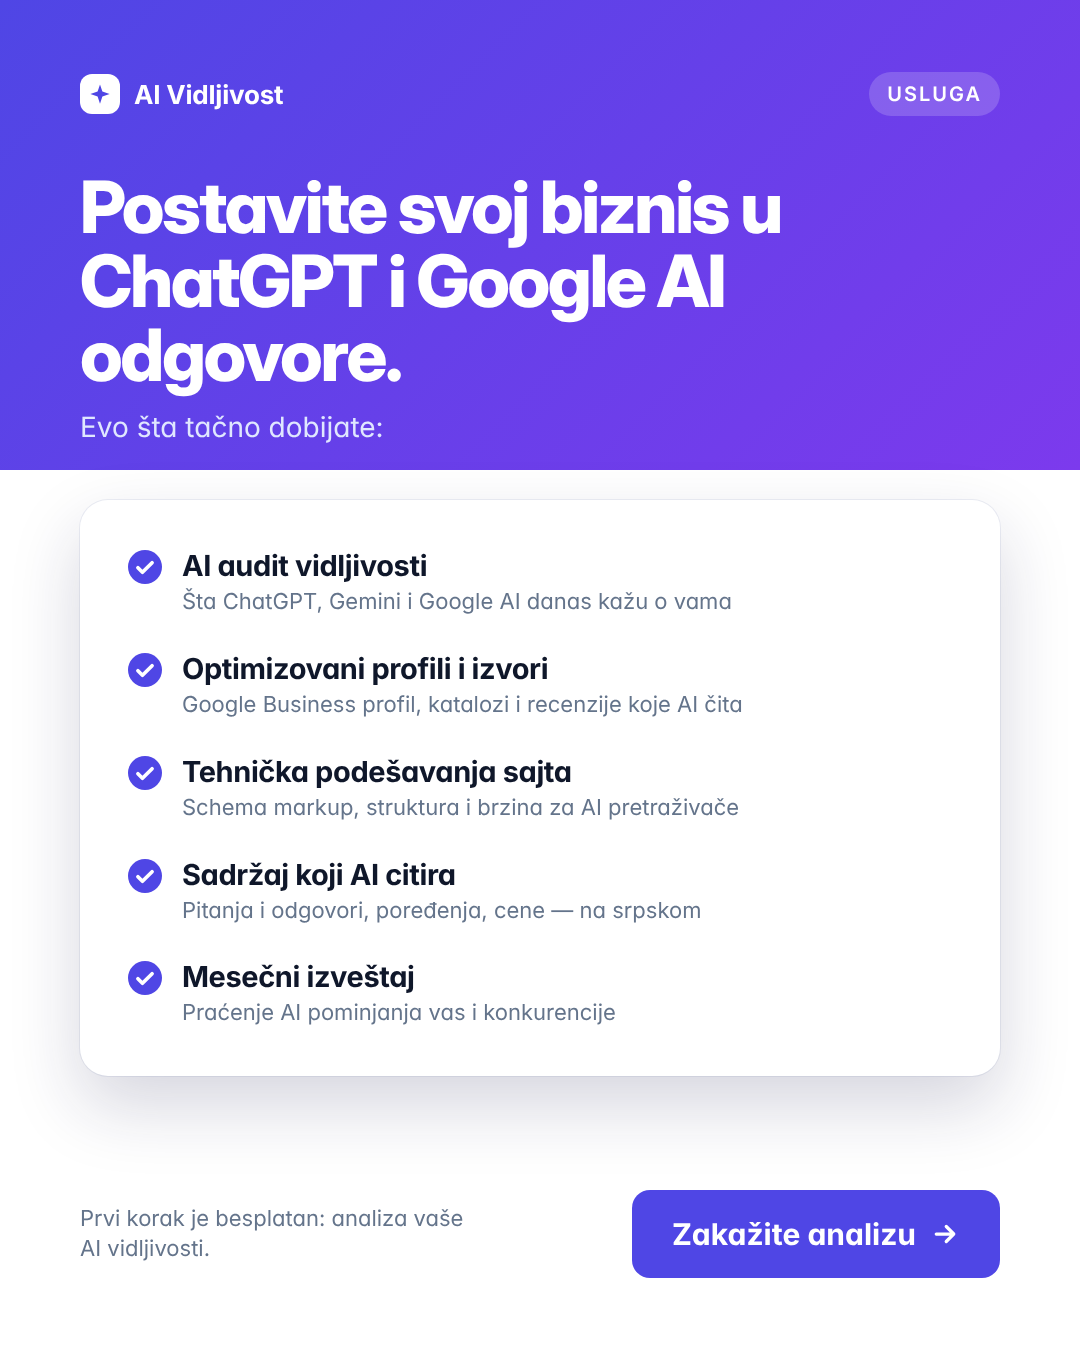 AI Vidljivost
USLUGA
Postavite svoj biznis u
ChatGPT i Google AI
odgovore.
Evo šta tačno dobijate:
AI audit vidljivosti
Šta ChatGPT, Gemini i Google AI danas kažu o vama
Optimizovani profili i izvori
Google Business profil, katalozi i recenzije koje AI čita
Tehnička podešavanja sajta
Schema markup, struktura i brzina za AI pretraživače
Sadržaj koji AI citira
Pitanja i odgovori, poređenja, cene — na srpskom
Mesečni izveštaj
Praćenje AI pominjanja vas i konkurencije
Prvi korak je besplatan: analiza vaše
AI vidljivosti.
Zakažite analizu →